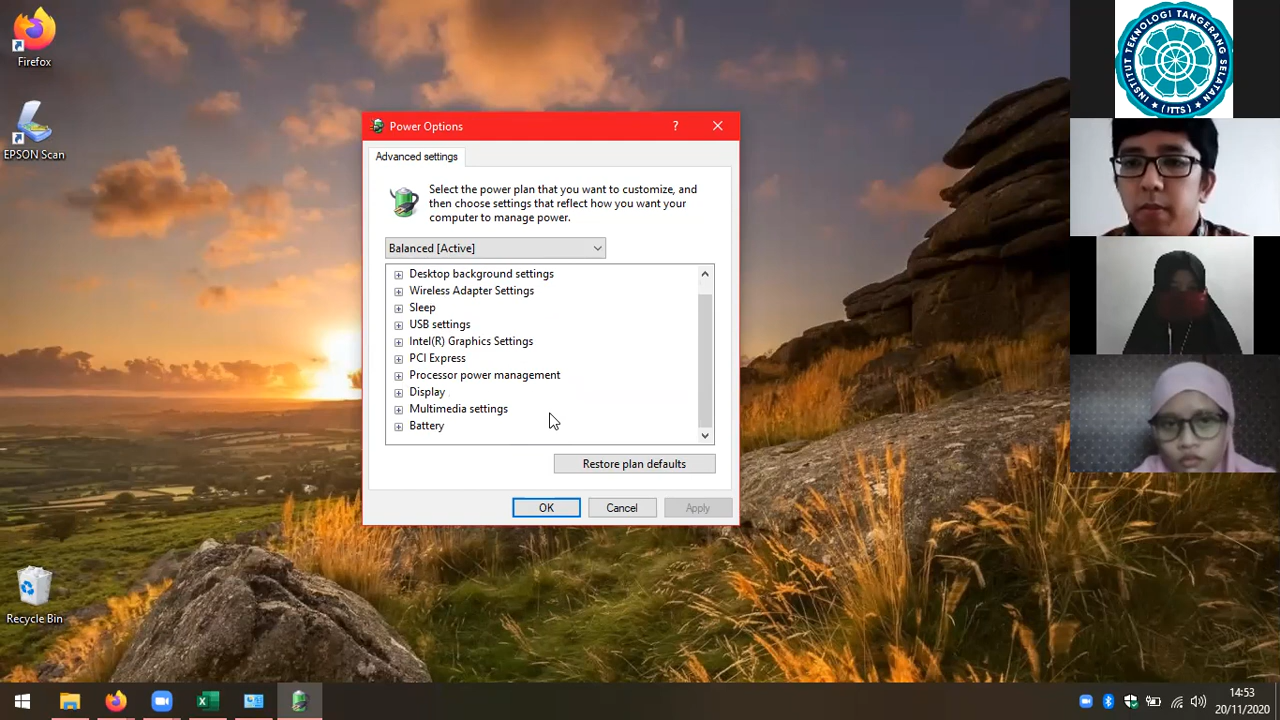 Firefox
EPSON Scan
Recycle Bin
Power Options
?
Advanced settings
Select the power plan that you want to customize, and
then choose settings that reflect how you want your
computer to manage power.
Balanced [Active]
Desktop background settings
Wireless Adapter Settings
Sleep
USB settings
Intel(R) Graphics Settings
PCI Express
Processor power management
Display
Multimedia settings
Battery
Restore plan defaults
OK
Cancel
Apply
INSTITUT TEKNOLOGI TANGERANG SELATAN
(ITTS)
14:53
20/11/2020